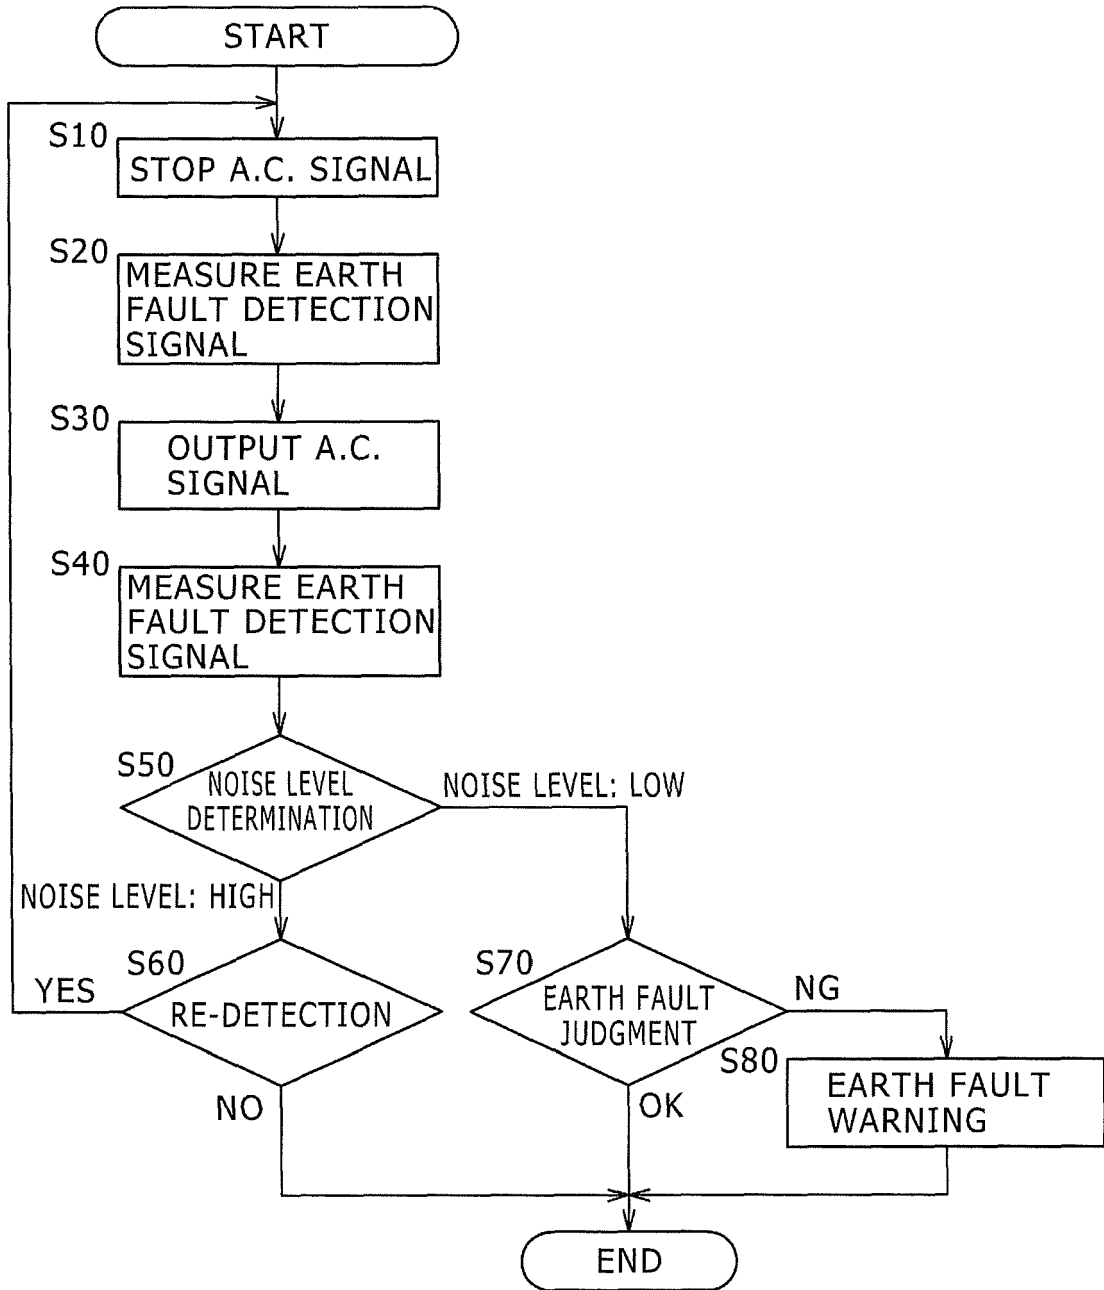 START
S10
STOP A.C. SIGNAL
S20
MEASURE EARTH
FAULT DETECTION
SIGNAL
S30
OUTPUT A.C.
SIGNAL
S40
MEASURE EARTH
FAULT DETECTION
SIGNAL
S50
NOISE LEVEL
DETERMINATION
NOISE LEVEL: LOW
NOISE LEVEL: HIGH
S60
RE-DETECTION
YES
NO
S70
EARTH FAULT
JUDGMENT
NG
OK
S80
EARTH FAULT
WARNING
END